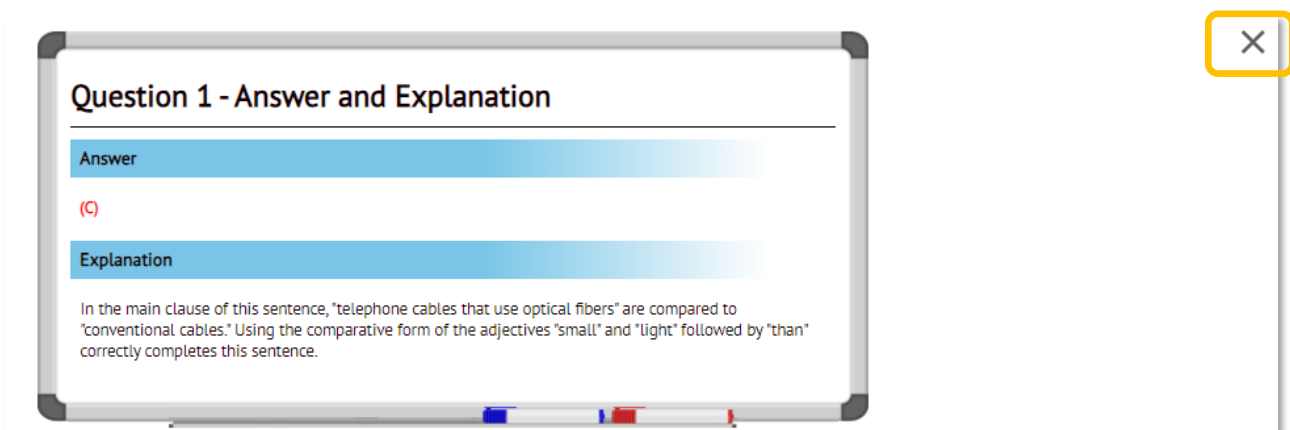 Question 1 - Answer and Explanation
Answer
(C)
Explanation
In the main clause of this sentence, "telephone cables that use optical fibers" are compared to
"conventional cables." Using the comparative form of the adjectives "small" and "light" followed by "than"
correctly completes this sentence.